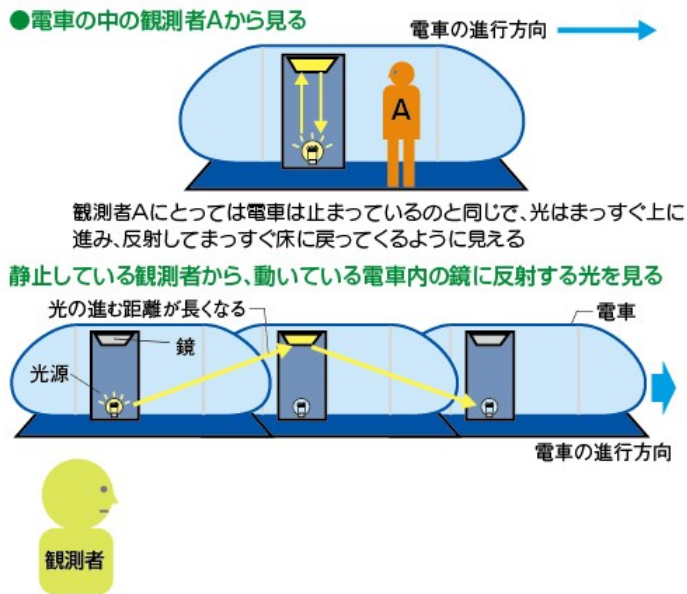 ●電車の中の観測者Aから見る
電車の進行方向
A
観測者Aにとっては電車は止まっているのと同じで、光はまっすぐ上に
進み、反射してまっすぐ床に戻ってくるように見える
静止している観測者から、動いている電車内の鏡に反射する光を見る
光の進む距離が長くなる
電車
鏡
光源
電車の進行方向
観測者